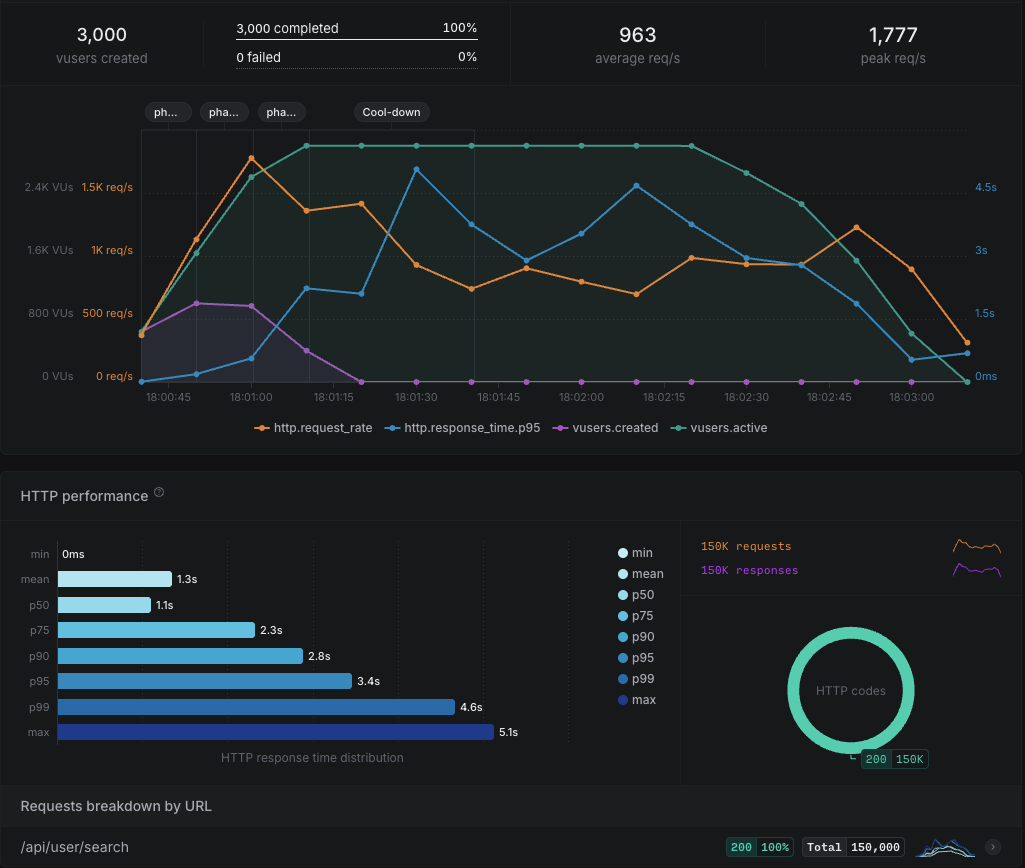 3,000
vusers created
3,000 completed 100%
0 failed 0%
963
average req/s
1,777
peak req/s
ph... pha... pha... Cool-down
2.4K VUs 1.5K req/s 4.5s
1.6K VUs 1K req/s 3s
800 VUs 500 req/s 1.5s
0 VUs 0 req/s 0ms
18:00:45 18:01:00 18:01:15 18:01:30 18:01:45 18:02:00 18:02:15 18:02:30 18:02:45 18:03:00
http.request_rate http.response_time.p95 vusers.created vusers.active
HTTP performance ?
min 0ms
mean 1.3s
p50 1.1s
p75 2.3s
p90 2.8s
p95 3.4s
p99 4.6s
max 5.1s
HTTP response time distribution
min
mean
p50
p75
p90
p95
p99
max
150K requests
150K responses
HTTP codes
200 150K
Requests breakdown by URL
/api/user/search 200 100% Total 150,000